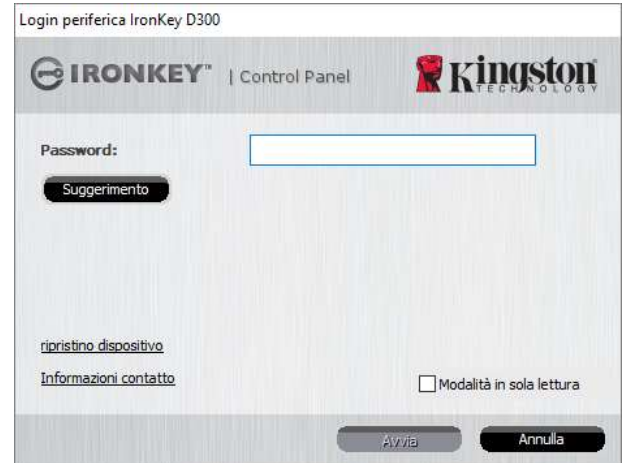 Login periferica IronKey D300
IRONKEY™ | Control Panel
Kingston
TECHNOLOGY
Password:
Suggerimento
ripristino dispositivo
Informazioni contatto
Modalità in sola lettura
Avvia
Annulla